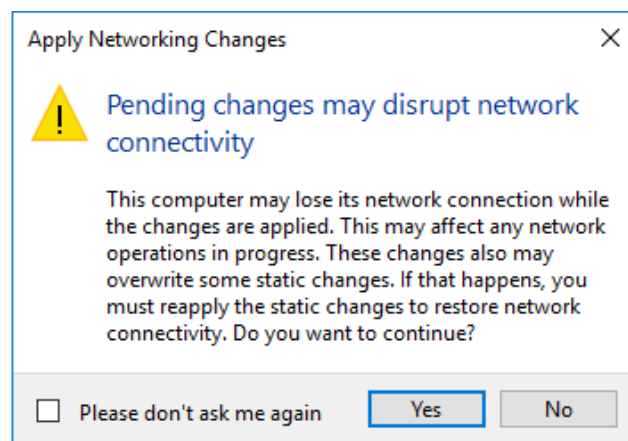 Apply Networking Changes
Pending changes may disrupt network
connectivity
This computer may lose its network connection while
the changes are applied. This may affect any network
operations in progress. These changes also may
overwrite some static changes. If that happens, you
must reapply the static changes to restore network
connectivity. Do you want to continue?
Please don't ask me again
Yes
No